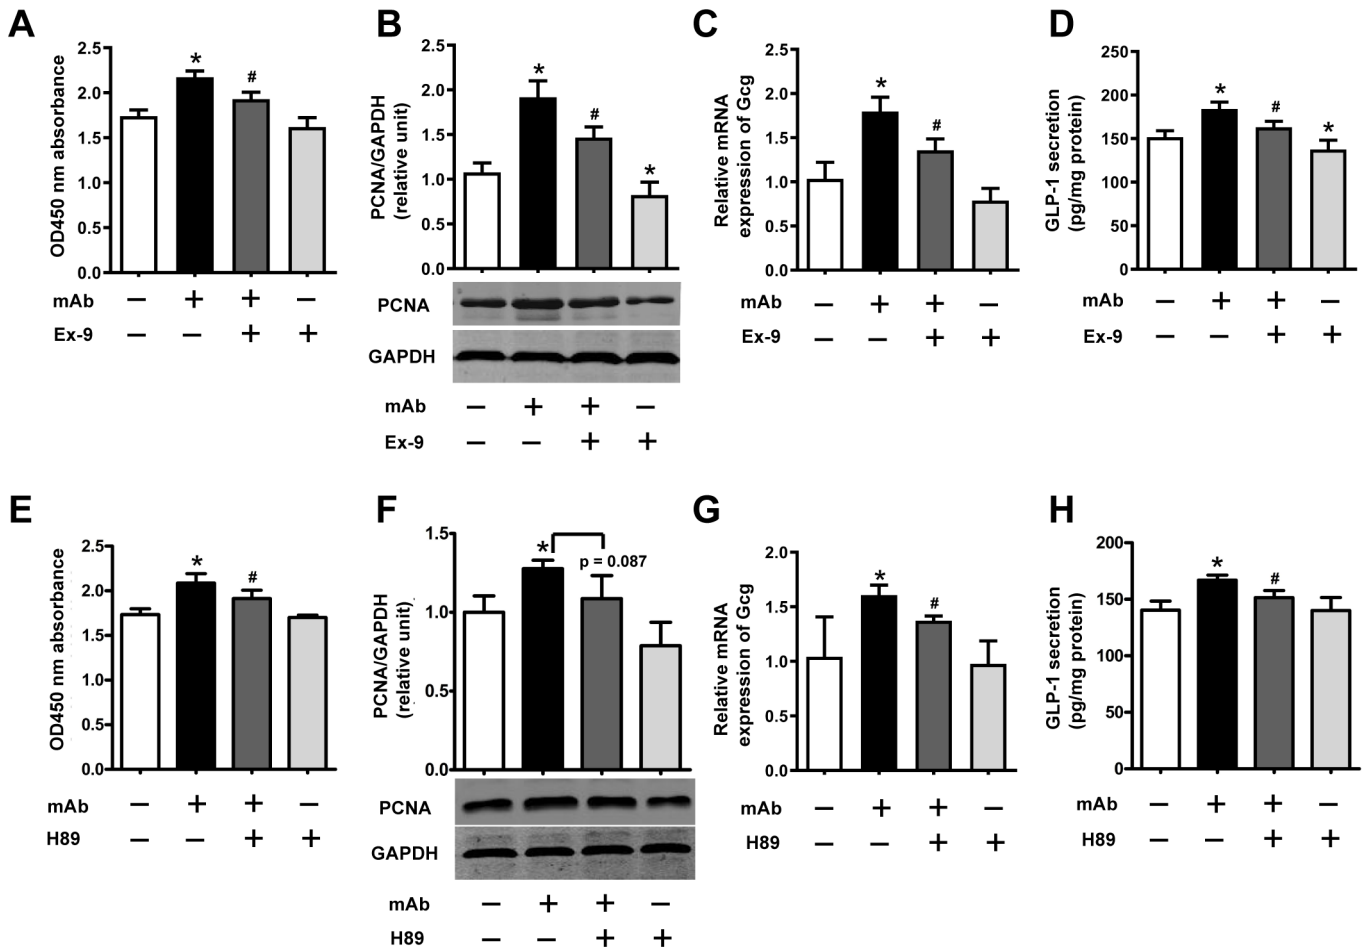 A
OD450 nm absorbance
2.5
2.0
1.5
1.0
0.5
0.0
*
#
mAb − + + −
Ex-9 − − + +
B
PCNA/GAPDH
(relative unit)
2.5
2.0
1.5
1.0
0.5
0.0
*
#
*
PCNA
GAPDH
mAb − + + −
Ex-9 − − + +
C
Relative mRNA
expression of Gcg
2.5
2.0
1.5
1.0
0.5
0.0
*
#
mAb − + + −
Ex-9 − − + +
D
GLP-1 secretion
(pg/mg protein)
250
200
150
100
50
0
*
#
*
mAb − + + −
Ex-9 − − + +
E
OD450 nm absorbance
2.5
2.0
1.5
1.0
0.5
0.0
*
#
mAb − + + −
H89 − − + +
F
PCNA/GAPDH
(relative unit)
1.5
1.0
0.5
0.0
*
p = 0.087
PCNA
GAPDH
mAb − + + −
H89 − − + +
G
Relative mRNA
expression of Gcg
2.0
1.5
1.0
0.5
0.0
*
#
mAb − + + −
H89 − − + +
H
GLP-1 secretion
(pg/mg protein)
200
150
100
50
0
*
#
mAb − + + −
H89 − − + +